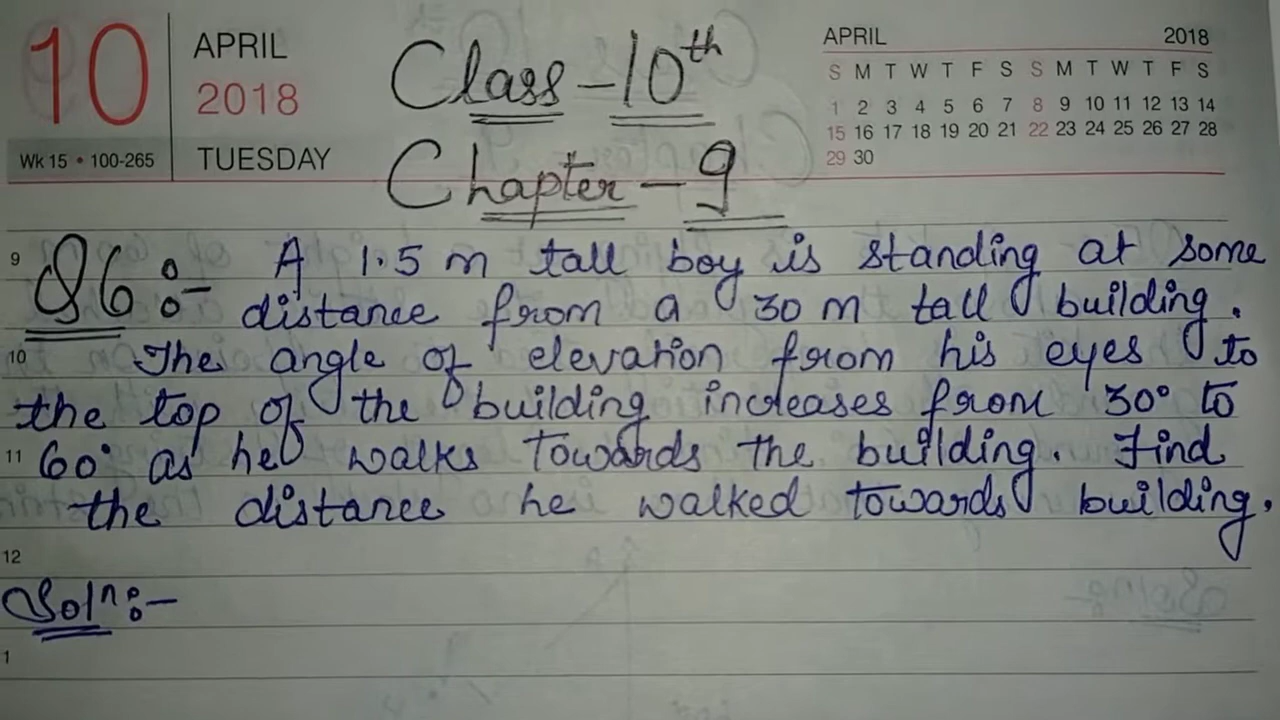 10
APRIL
2018
Wk 15 • 100-265
TUESDAY
Class - 10th
Chapter - 9
APRIL 2018
S M T W T F S S M T W T F S
1 2 3 4 5 6 7 8 9 10 11 12 13 14
15 16 17 18 19 20 21 22 23 24 25 26 27 28
29 30
9
Q6:- A 1.5 m tall boy is standing at some
distance from a 30 m tall building.
10
The angle of elevation from his eyes to
the top of the building increases from 30° to
11
60° as he walks towards the building. Find
the distance he walked towards building.
12
Soln:-
1